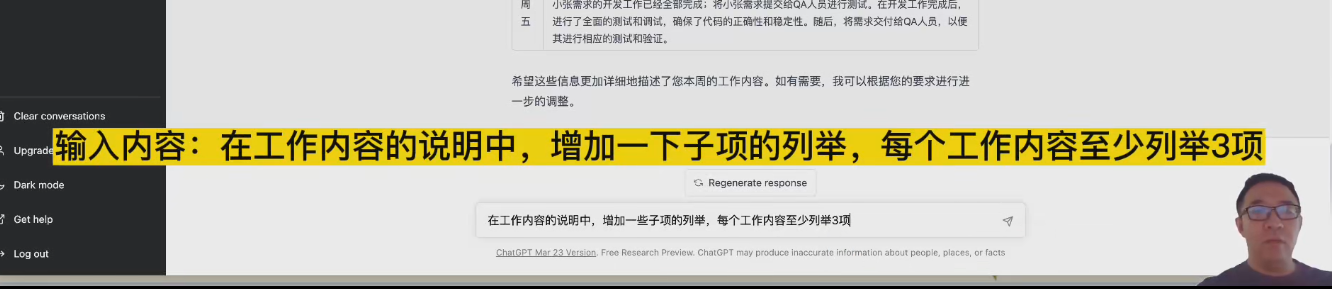 周
五
小张需求的开发工作已经全部完成；将小张需求提交给QA人员进行测试。在开发工作完成后，
进行了全面的测试和调试，确保了代码的正确性和稳定性。随后，将需求交付给QA人员，以便
其进行相应的测试和验证。
希望这些信息更加详细地描述了您本周的工作内容。如有需要，我可以根据您的要求进行进
一步的调整。
Clear conversations
输入内容：在工作内容的说明中，增加一下子项的列举，每个工作内容至少列举3项
Upgrade
Dark mode
Regenerate response
Get help
在工作内容的说明中，增加一些子项的列举，每个工作内容至少列举3项
Log out
ChatGPT Mar 23 Version. Free Research Preview. ChatGPT may produce inaccurate information about people, places, or facts